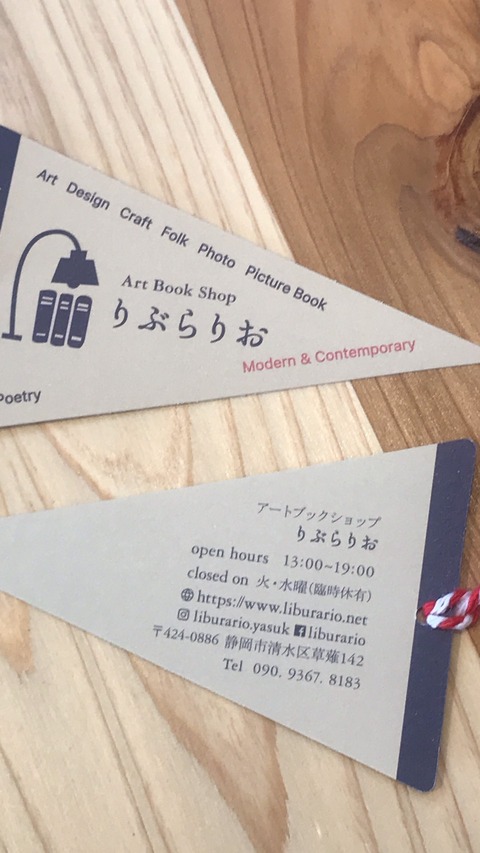 Art Design Craft Folk Photo Picture Book
Art Book Shop
りぶらりお
Modern & Contemporary
Poetry
アートブックショップ
りぶらりお
open hours 13:00~19:00
closed on 火・水曜(臨時休有)
https://www.liburario.net
liburario.yasuk liburario
〒424-0886 静岡市清水区草薙142
Tel 090. 9367. 8183